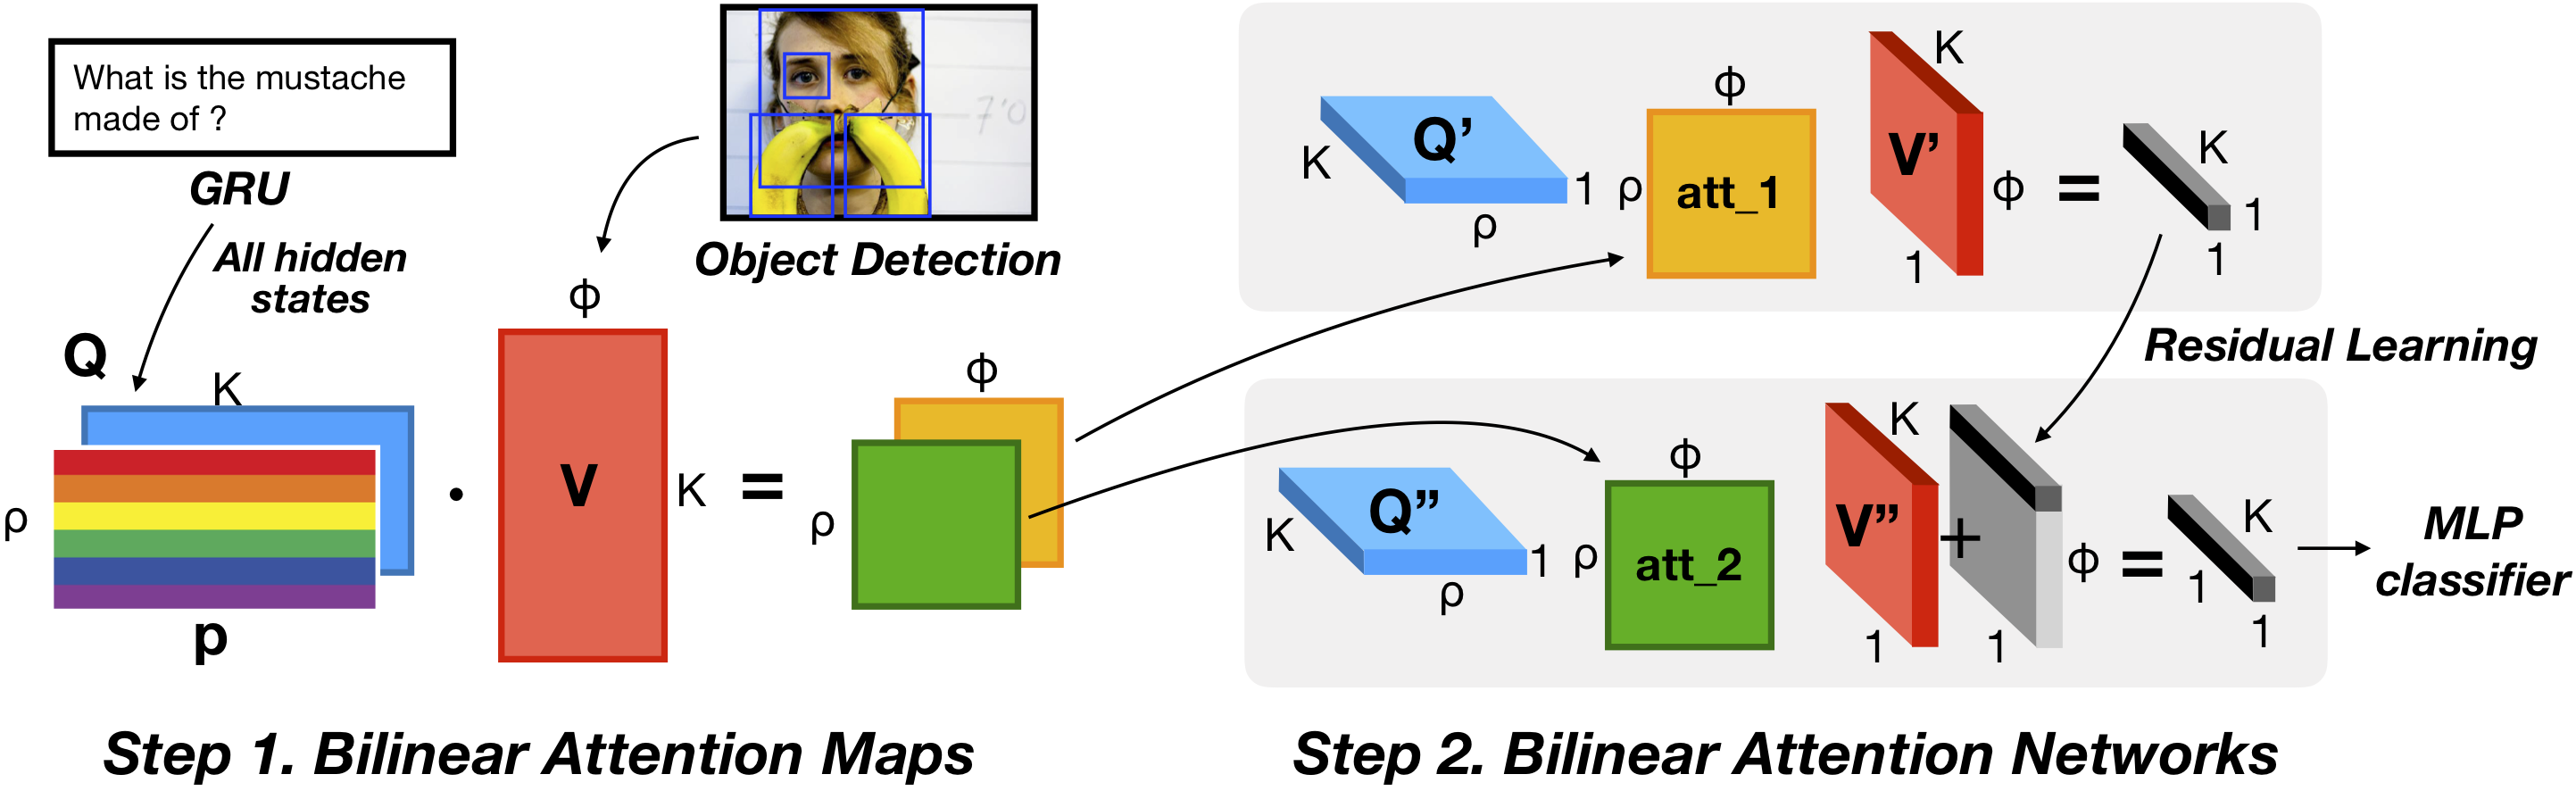 What is the mustache
made of ?
GRU
All hidden
states
Object Detection
Q
K
ρ
p
·
ϕ
V
K
=
ϕ
ρ
Step 1. Bilinear Attention Maps
K
Q’
1
ρ
ϕ
ρ
att_1
K
V’
ϕ
1
=
K
1
1
Residual Learning
K
Q”
1
ρ
ϕ
ρ
att_2
K
V”
+
ϕ
1
1
=
K
1
1
MLP
classifier
Step 2. Bilinear Attention Networks